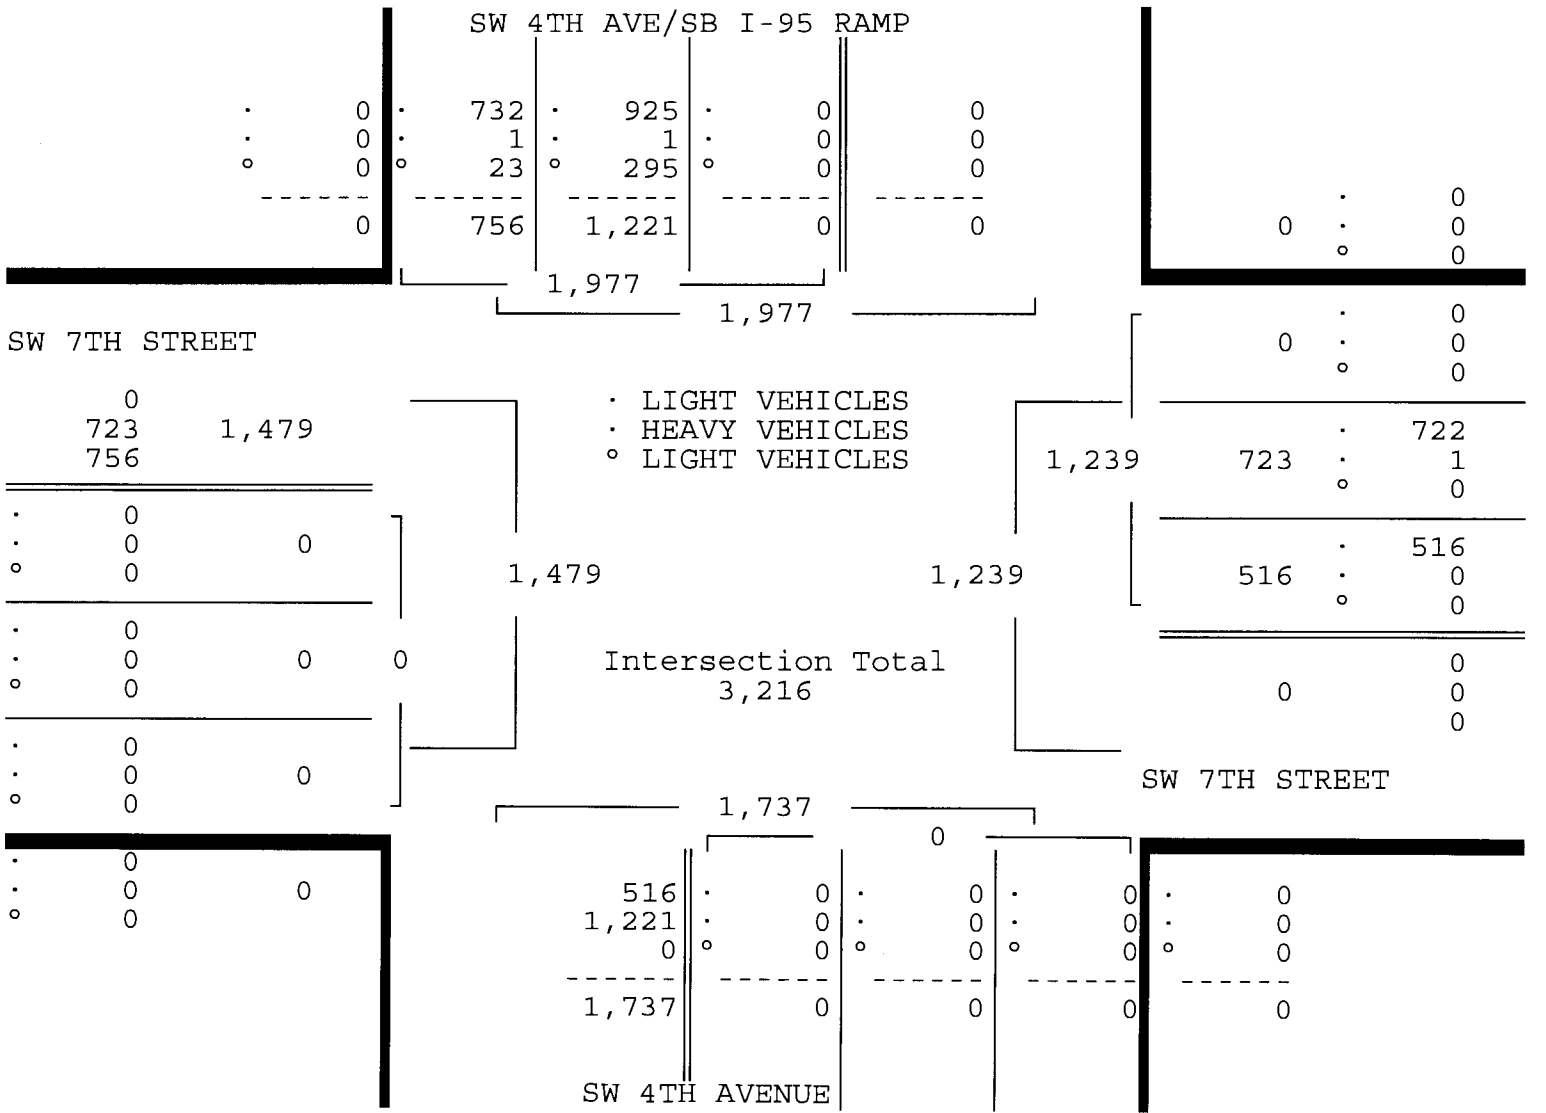 SW 4TH AVE/SB I-95 RAMP
· 0 · 732 · 925 · 0 0
· 0 · 1 · 1 · 0 0
° 0 ° 23 ° 295 ° 0 0
------ ------ ------ ------ ------
0 756 1,221 0 0
· 0
0 · 0
° 0
1,977
1,977
SW 7TH STREET
0
723 1,479
756
· 0
· 0 0
° 0
· 0
· 0 0 0
° 0
· 0
· 0 0
° 0
· 0
· 0 0
° 0
1,479
· LIGHT VEHICLES
· HEAVY VEHICLES
° LIGHT VEHICLES
Intersection Total
3,216
1,239
1,239
· 0
0 · 0
° 0
· 722
723 · 1
° 0
· 516
516 · 0
° 0
0
0 0
0
SW 7TH STREET
1,737
0
516 · 0 · 0 · 0 · 0
1,221 · 0 · 0 · 0 · 0
0 ° 0 ° 0 ° 0 ° 0
------ ------ ------ ------ ------
1,737 0 0 0 0
SW 4TH AVENUE